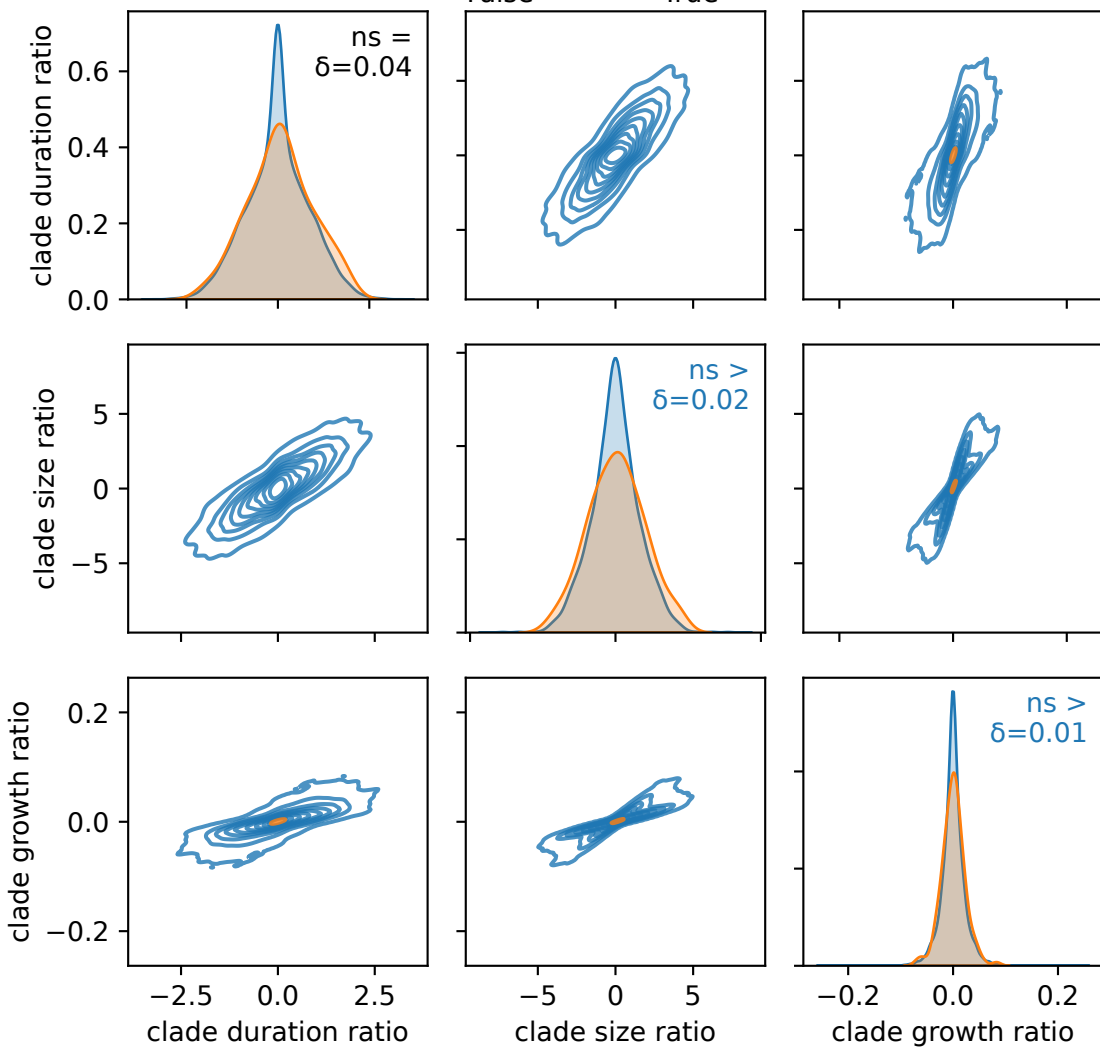 clade duration ratio
0.6
0.4
0.2
0.0
ns =
δ=0.04
clade size ratio
5
0
−5
ns >
δ=0.02
clade growth ratio
0.2
0.0
−0.2
ns >
δ=0.01
−2.5 0.0 2.5
−5 0 5
−0.2 0.0 0.2
clade duration ratio
clade size ratio
clade growth ratio